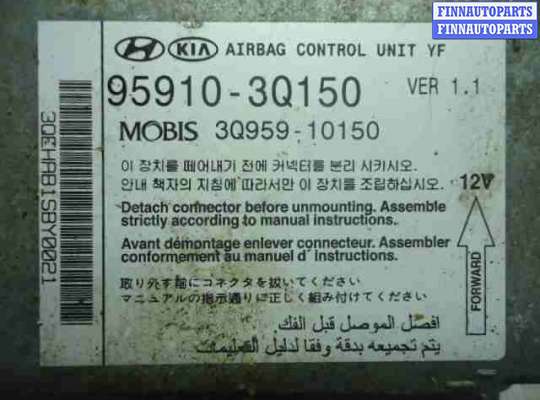 FINNAUTOPARTS
FINNAUTOPARTS
FINNAUTOPARTS
KIA AIRBAG CONTROL UNIT YF
95910-3Q150 VER 1.1
MOBIS 3Q959-10150
이 장치를 떼어내기 전에 커넥터를 분리 시키시오.
안내 책자의 지침에 따라서만 이 장치를 조립하십시오.
12V
Detach connector before unmounting. Assemble
strictly according to manual instructions.
Avant démontage enlever connecteur. Assembler
conformement au manuel d' Instructions.
取り外す前にコネクタを抜いてください
マニュアルの指示通りに正しく組み付けてください
افصل الموصل قبل الفك.
يتم تجميعه بدقة وفقا لدليل التعليمات
FORWARD
3QEHAB1SBY0021